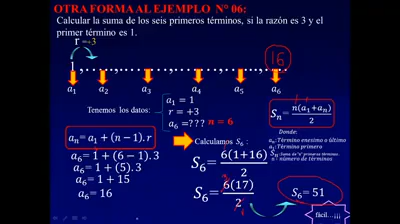 OTRA FORMA AL EJEMPLO N° 06:
Calcular la suma de los seis primeros términos, si la razón es 3 y el
primer término es 1.
r =+3
1,.....,.....,.....,.....,..... 16
a₁ a₂ a₃ a₄ a₅ a₆
Tenemos los datos:
a₁ = 1
r = +3
a₆ =??? n = 6
aₙ = a₁ + (n − 1).r
a₆ = 1 + (6 − 1).3
a₆ = 1 + (5).3
a₆ = 1 + 15
a₆ = 16
Calculamos S₆ :
S₆ = 6(1+16)/2
S₆ = 6(17)/2
Sₙ = n(a₁+aₙ)/2
Donde:
aₙ: Término enésimo o último
a₁: Término primero
Sₙ: Suma de "n" primeros términos
n: número de términos
S₆ = 51
fácil...¡¡¡